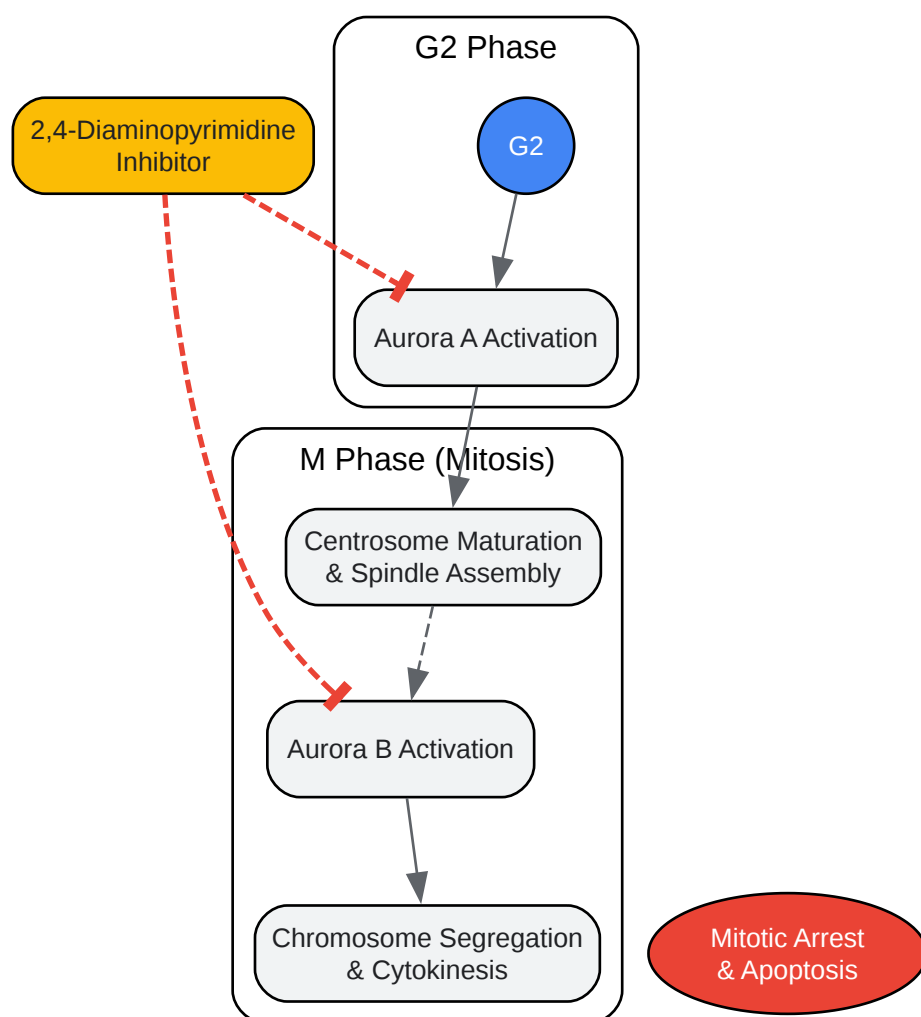 G2 Phase
2,4-Diaminopyrimidine
Inhibitor
G2
Aurora A Activation
M Phase (Mitosis)
Centrosome Maturation
& Spindle Assembly
Aurora B Activation
Chromosome Segregation
& Cytokinesis
Mitotic Arrest
& Apoptosis